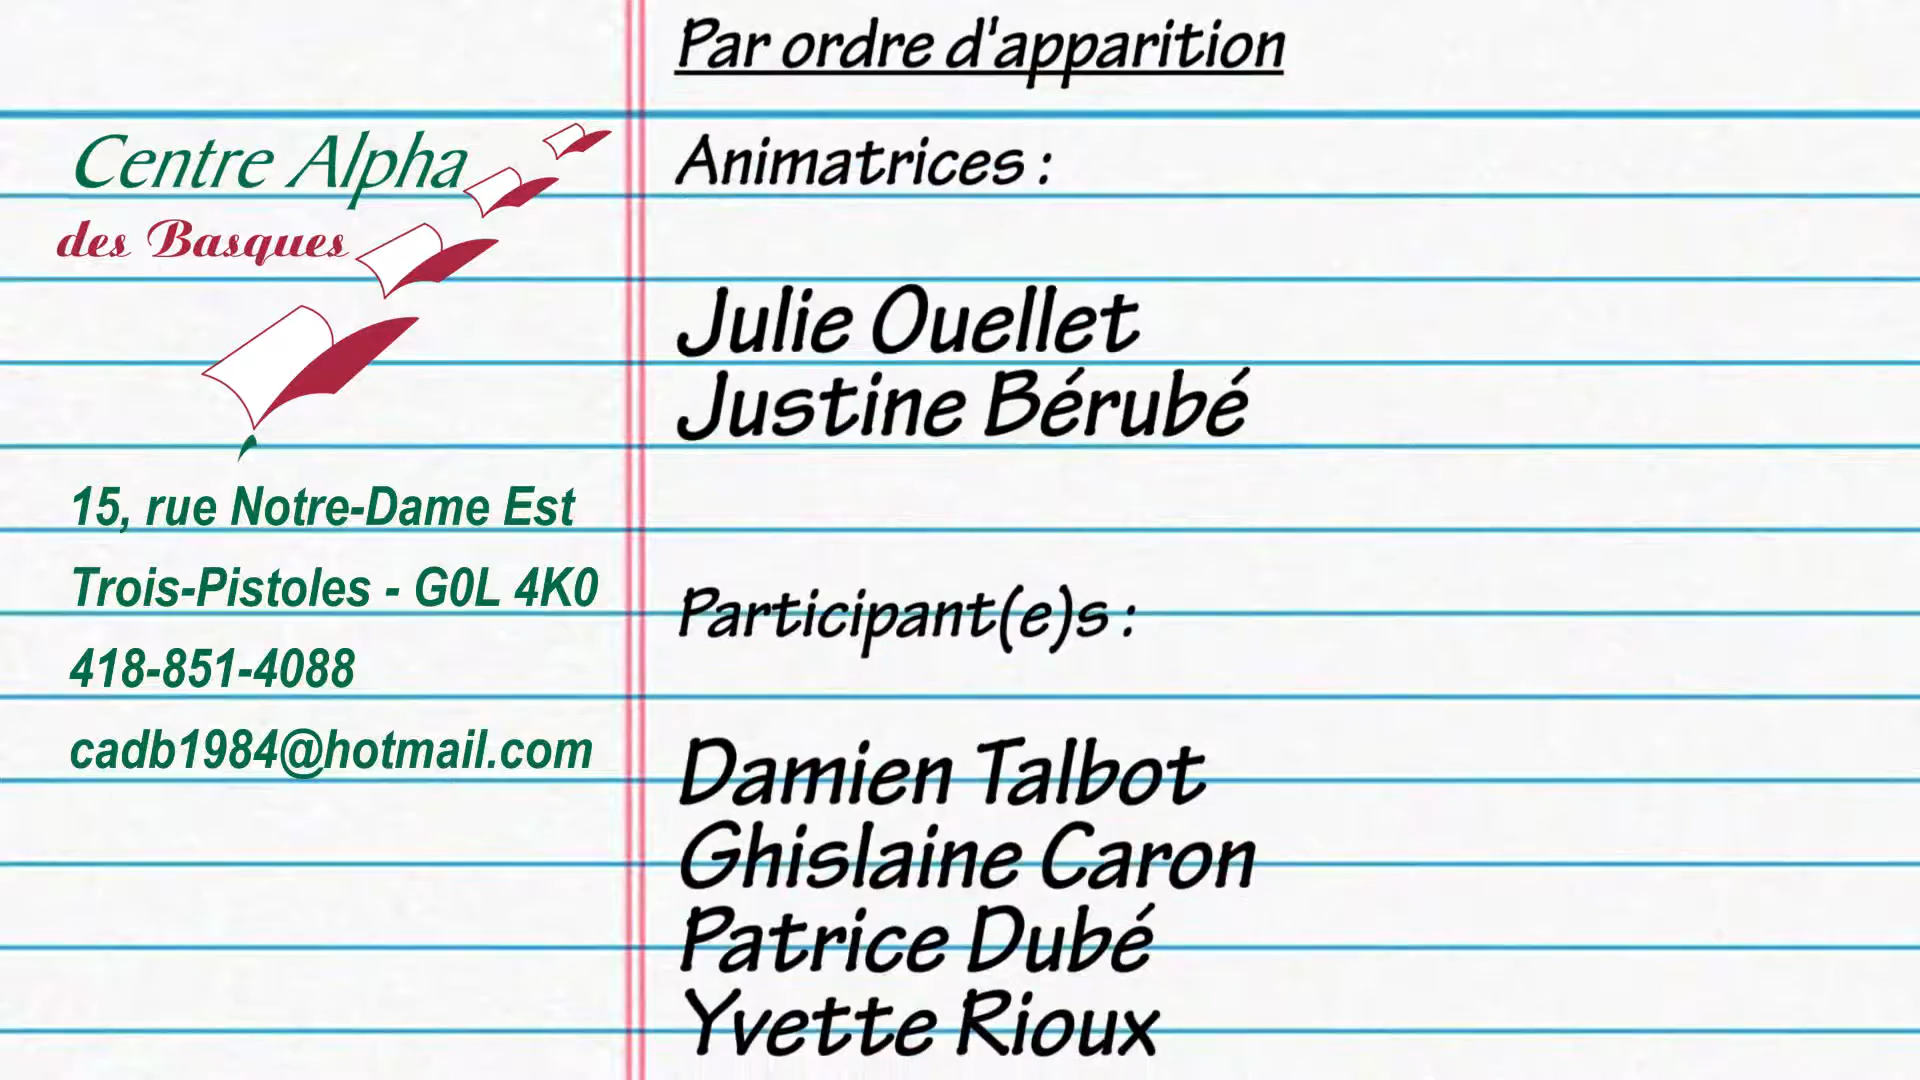 Par ordre d'apparition
Centre Alpha
des Basques
15, rue Notre-Dame Est
Trois-Pistoles - G0L 4K0
418-851-4088
cadb1984@hotmail.com
Animatrices :
Julie Ouellet
Justine Bérubé
Participant(e)s :
Damien Talbot
Ghislaine Caron
Patrice Dubé
Yvette Rioux